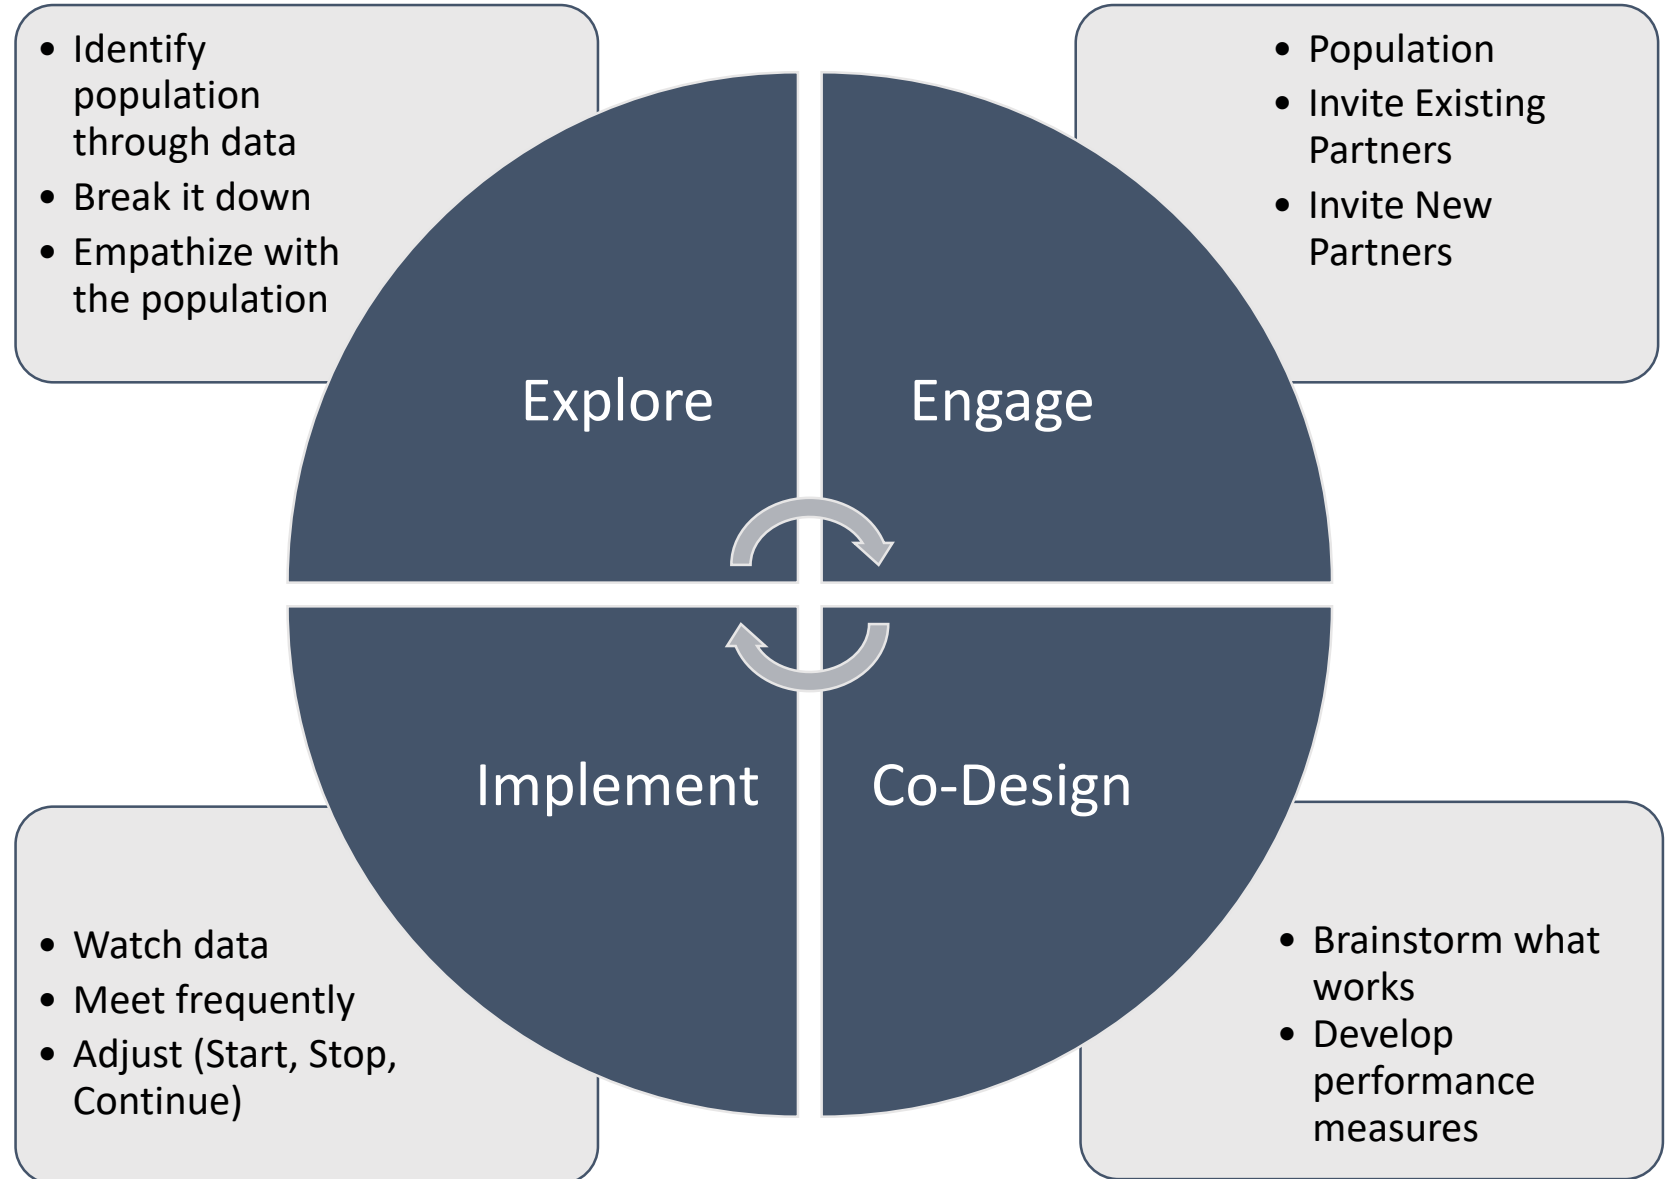 • Identify
population
through data
• Break it down
• Empathize with
the population
• Population
• Invite Existing
Partners
• Invite New
Partners
Explore
Engage
Implement
Co-Design
• Watch data
• Meet frequently
• Adjust (Start, Stop,
Continue)
• Brainstorm what
works
• Develop
performance
measures